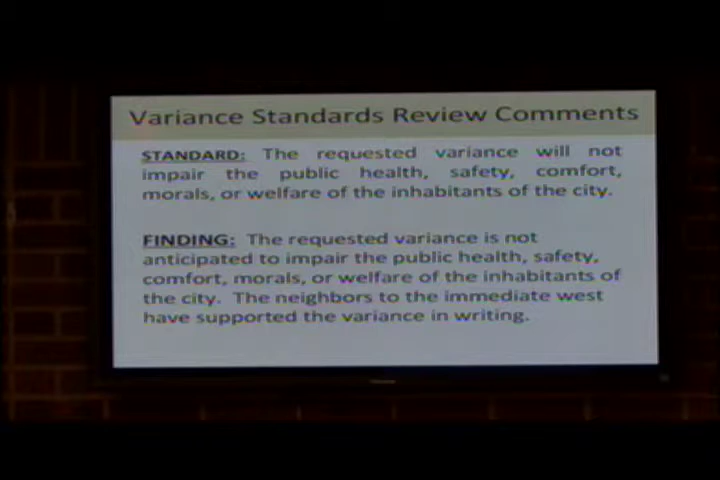 Variance Standards Review Comments
STANDARD: The requested variance will not
impair the public health, safety, comfort,
morals, or welfare of the inhabitants of the city.
FINDING: The requested variance is not
anticipated to impair the public health, safety,
comfort, morals, or welfare of the inhabitants of
the city. The neighbors to the immediate west
have supported the variance in writing.